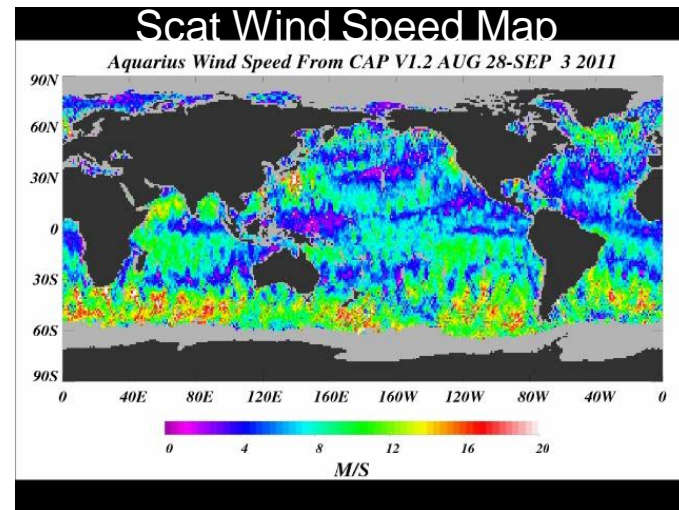 Scat Wind Speed Map
Aquarius Wind Speed From CAP V1.2 AUG 28-SEP 3 2011
90N
60N
30N
0
30S
60S
90S
0 40E 80E 120E 160E 160W 120W 80W 40W 0
0 4 8 12 16 20
M/S